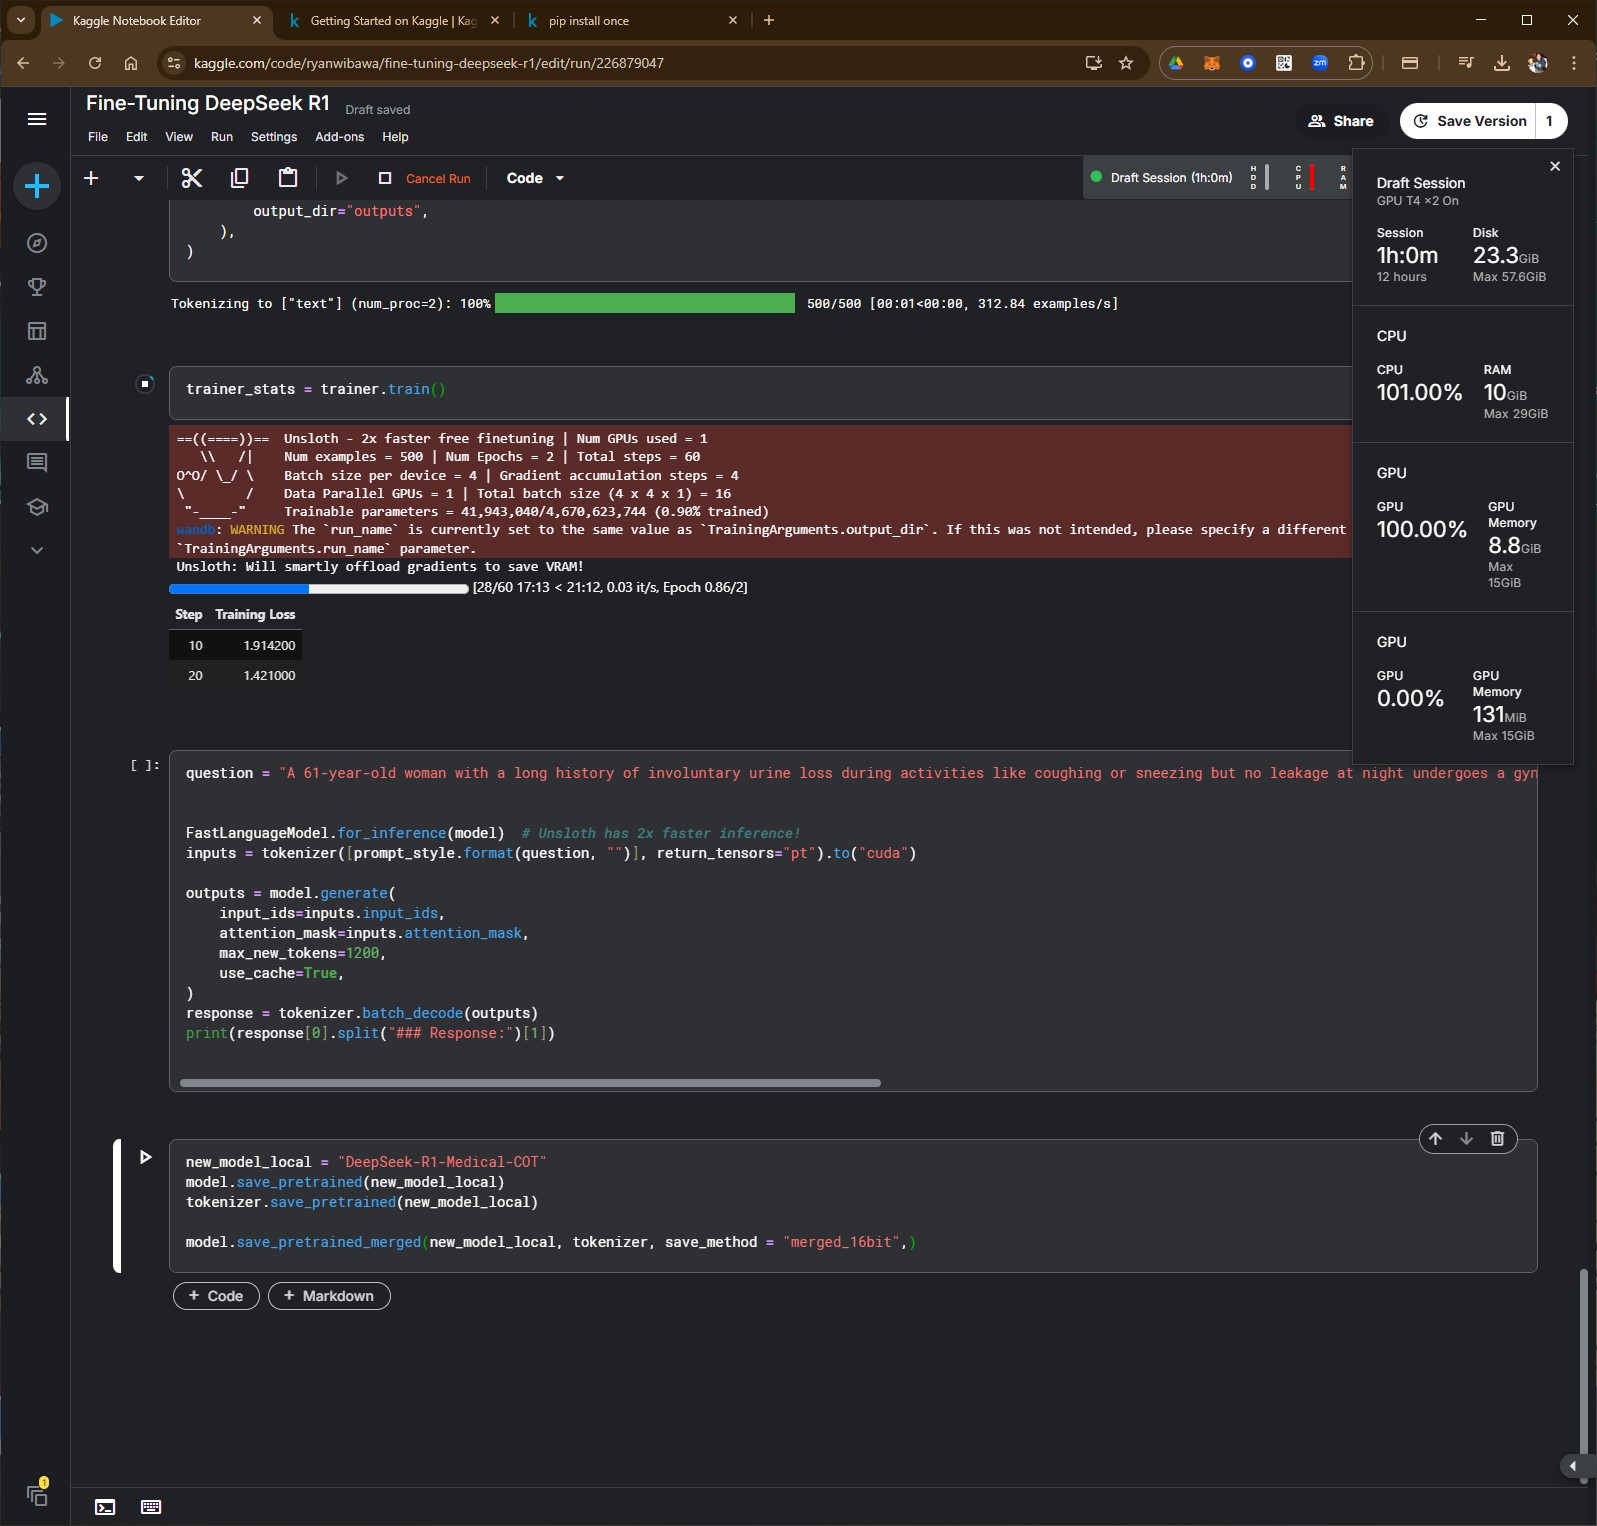 Kaggle Notebook Editor
Getting Started on Kaggle | Kag
pip install once
kaggle.com/code/ryanwibawa/fine-tuning-deepseek-r1/edit/run/226879047
zm
Fine-Tuning DeepSeek R1 Draft saved
File Edit View Run Settings Add-ons Help
Share
Save Version 1
Cancel Run
Code
Draft Session (1h:0m)
HDD
CPU
RAM
output_dir="outputs",
),
)
Tokenizing to ["text"] (num_proc=2): 100% 500/500 [00:01<00:00, 312.84 examples/s]
trainer_stats = trainer.train()
==((====))== Unsloth - 2x faster free finetuning | Num GPUs used = 1
\\ /| Num examples = 500 | Num Epochs = 2 | Total steps = 60
O^O/ \_/ \ Batch size per device = 4 | Gradient accumulation steps = 4
\ / Data Parallel GPUs = 1 | Total batch size (4 x 4 x 1) = 16
"-____-" Trainable parameters = 41,943,040/4,670,623,744 (0.90% trained)
wandb: WARNING The `run_name` is currently set to the same value as `TrainingArguments.output_dir`. If this was not intended, please specify a different
`TrainingArguments.run_name` parameter.
Unsloth: Will smartly offload gradients to save VRAM!
[28/60 17:13 < 21:12, 0.03 it/s, Epoch 0.86/2]
Step Training Loss
10 1.914200
20 1.421000
[ ]:
question = "A 61-year-old woman with a long history of involuntary urine loss during activities like coughing or sneezing but no leakage at night undergoes a gyn
FastLanguageModel.for_inference(model) # Unsloth has 2x faster inference!
inputs = tokenizer([prompt_style.format(question, "")], return_tensors="pt").to("cuda")
outputs = model.generate(
input_ids=inputs.input_ids,
attention_mask=inputs.attention_mask,
max_new_tokens=1200,
use_cache=True,
)
response = tokenizer.batch_decode(outputs)
print(response[0].split("### Response:")[1])
new_model_local = "DeepSeek-R1-Medical-COT"
model.save_pretrained(new_model_local)
tokenizer.save_pretrained(new_model_local)
model.save_pretrained_merged(new_model_local, tokenizer, save_method = "merged_16bit",)
+ Code
+ Markdown
Draft Session
GPU T4 ×2 On
Session Disk
1h:0m 23.3GiB
12 hours Max 57.6GiB
CPU
CPU RAM
101.00% 10GiB
Max 29GiB
GPU
GPU GPU Memory
100.00% 8.8GiB
Max 15GiB
GPU
GPU GPU Memory
0.00% 131MiB
Max 15GiB
1